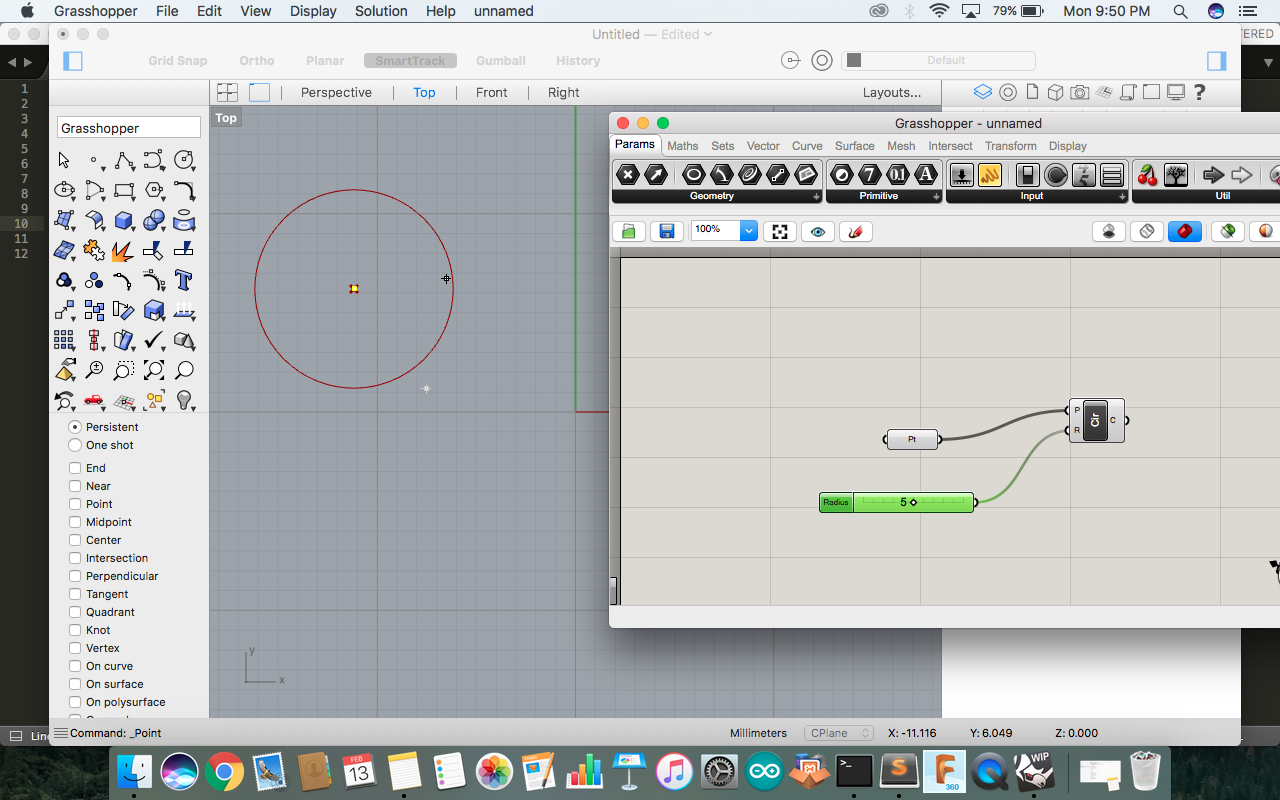 Grasshopper File Edit View Display Solution Help unnamed 79% Mon 9:50 PM
Untitled — Edited
ERED
Grid Snap Ortho Planar SmartTrack Gumball History Default
Perspective Top Front Right Layouts...
Top
Grasshopper
Grasshopper - unnamed
Params Maths Sets Vector Curve Surface Mesh Intersect Transform Display
Geometry Primitive Input Util
100%
1
2
3
4
5
6
7
8
9
10
11
12
P
R
Cir
C
Pt
Radius 5
Persistent
One shot
End
Near
Point
Midpoint
Center
Intersection
Perpendicular
Tangent
Quadrant
Knot
Vertex
On curve
On surface
On polysurface
y
x
Line
Command: _Point Millimeters CPlane X: -11.116 Y: 6.049 Z: 0.000
FEB
13
360
WIP